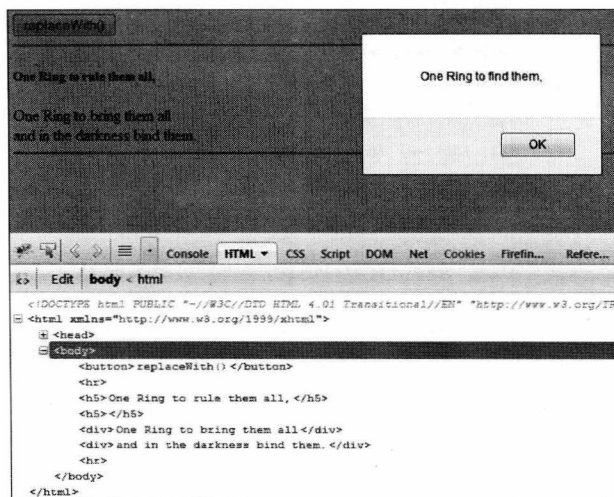 replaceWith()
One Ring to rule them all,
One Ring to bring them all
and in the darkness bind them.
One Ring to find them,
OK
Console HTML CSS Script DOM Net Cookies Firefin... Refere...
Edit body < html
<!DOCTYPE html PUBLIC "-//W3C//DTD HTML 4.01 Transitional//EN" "http://www.w3.org/TR
<html xmlns="http://www.w3.org/1999/xhtml">
<head>
<body>
<button>replaceWith()</button>
<hr>
<h5>One Ring to rule them all,</h5>
<h5></h5>
<div>One Ring to bring them all</div>
<div>and in the darkness bind them.</div>
<hr>
</body>
</html>